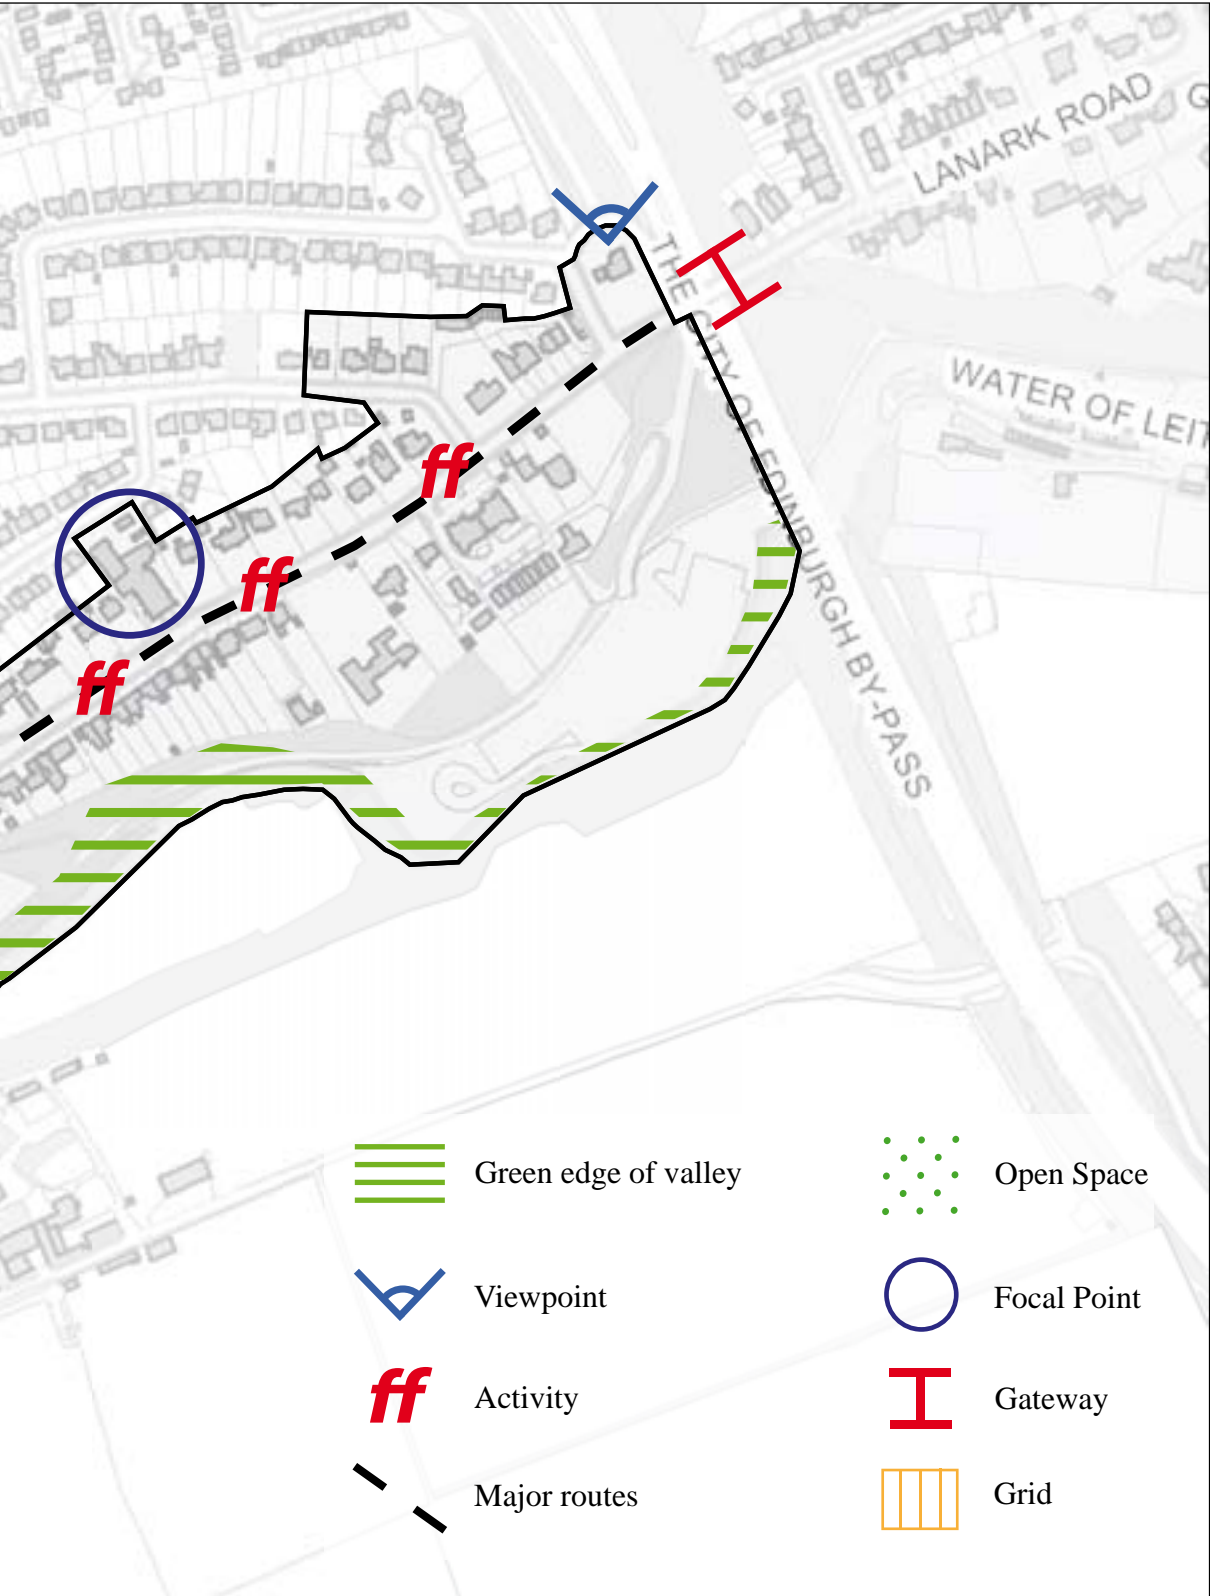 LANARK ROAD
G
THE CITY OF EDINBURGH BY-PASS
WATER OF LEIT
ff
ff
ff
Green edge of valley
Open Space
Viewpoint
Focal Point
ff Activity
Gateway
Major routes
Grid